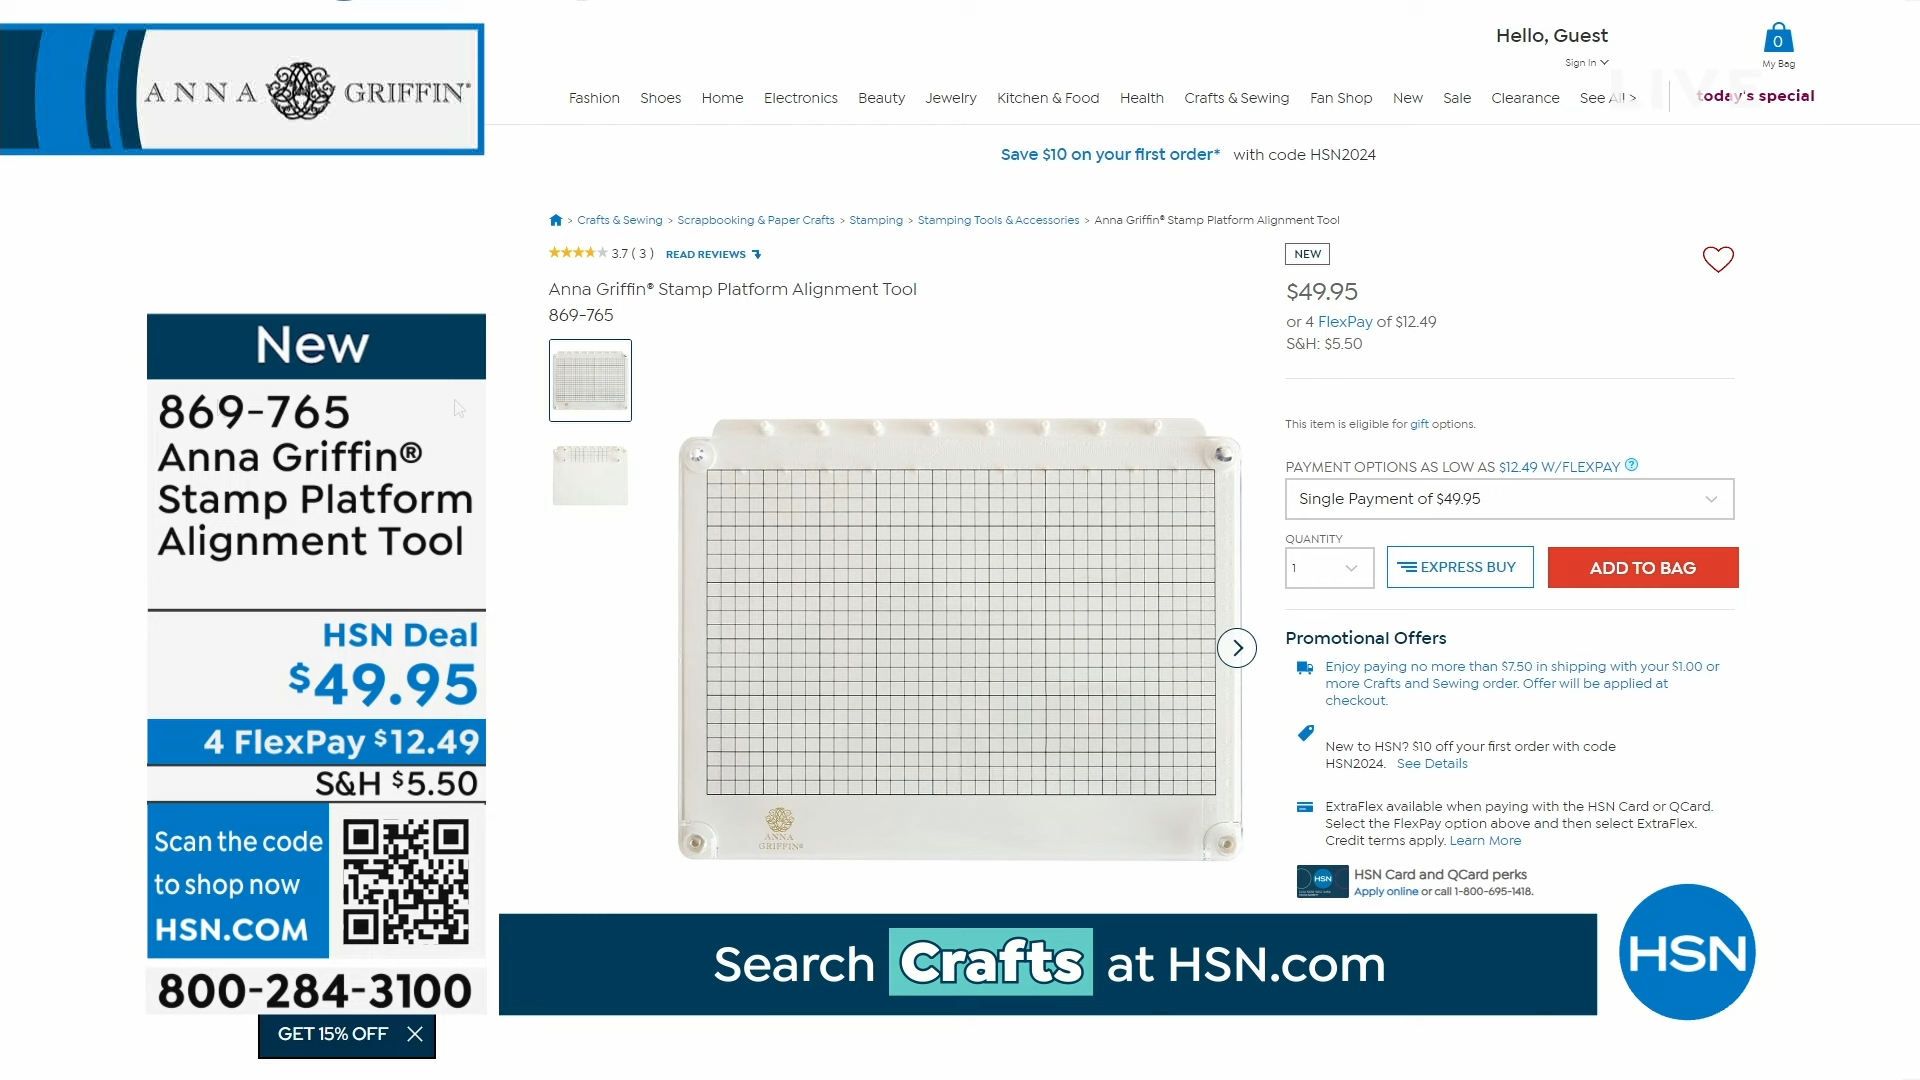 ANNA GRIFFIN®
Hello, Guest
Sign In
0
My Bag
LIVE
Fashion Shoes Home Electronics Beauty Jewelry Kitchen & Food Health Crafts & Sewing Fan Shop New Sale Clearance See All >
today's special
Save $10 on your first order* with code HSN2024
> Crafts & Sewing > Scrapbooking & Paper Crafts > Stamping > Stamping Tools & Accessories > Anna Griffin® Stamp Platform Alignment Tool
3.7 ( 3 ) READ REVIEWS
Anna Griffin® Stamp Platform Alignment Tool
869-765
NEW
$49.95
or 4 FlexPay of $12.49
S&H: $5.50
This item is eligible for gift options.
PAYMENT OPTIONS AS LOW AS $12.49 W/FLEXPAY ?
Single Payment of $49.95
QUANTITY
1
EXPRESS BUY
ADD TO BAG
Promotional Offers
Enjoy paying no more than $7.50 in shipping with your $1.00 or
more Crafts and Sewing order. Offer will be applied at
checkout.
New to HSN? $10 off your first order with code
HSN2024. See Details
ExtraFlex available when paying with the HSN Card or QCard.
Select the FlexPay option above and then select ExtraFlex.
Credit terms apply. Learn More
HSN
HSN Card and QCard perks
Apply online or call 1-800-695-1418.
ANNA
GRIFFIN®
New
869-765
Anna Griffin®
Stamp Platform
Alignment Tool
HSN Deal
$49.95
4 FlexPay $12.49
S&H $5.50
Scan the code
to shop now
HSN.COM
800-284-3100
GET 15% OFF
Search Crafts at HSN.com
HSN